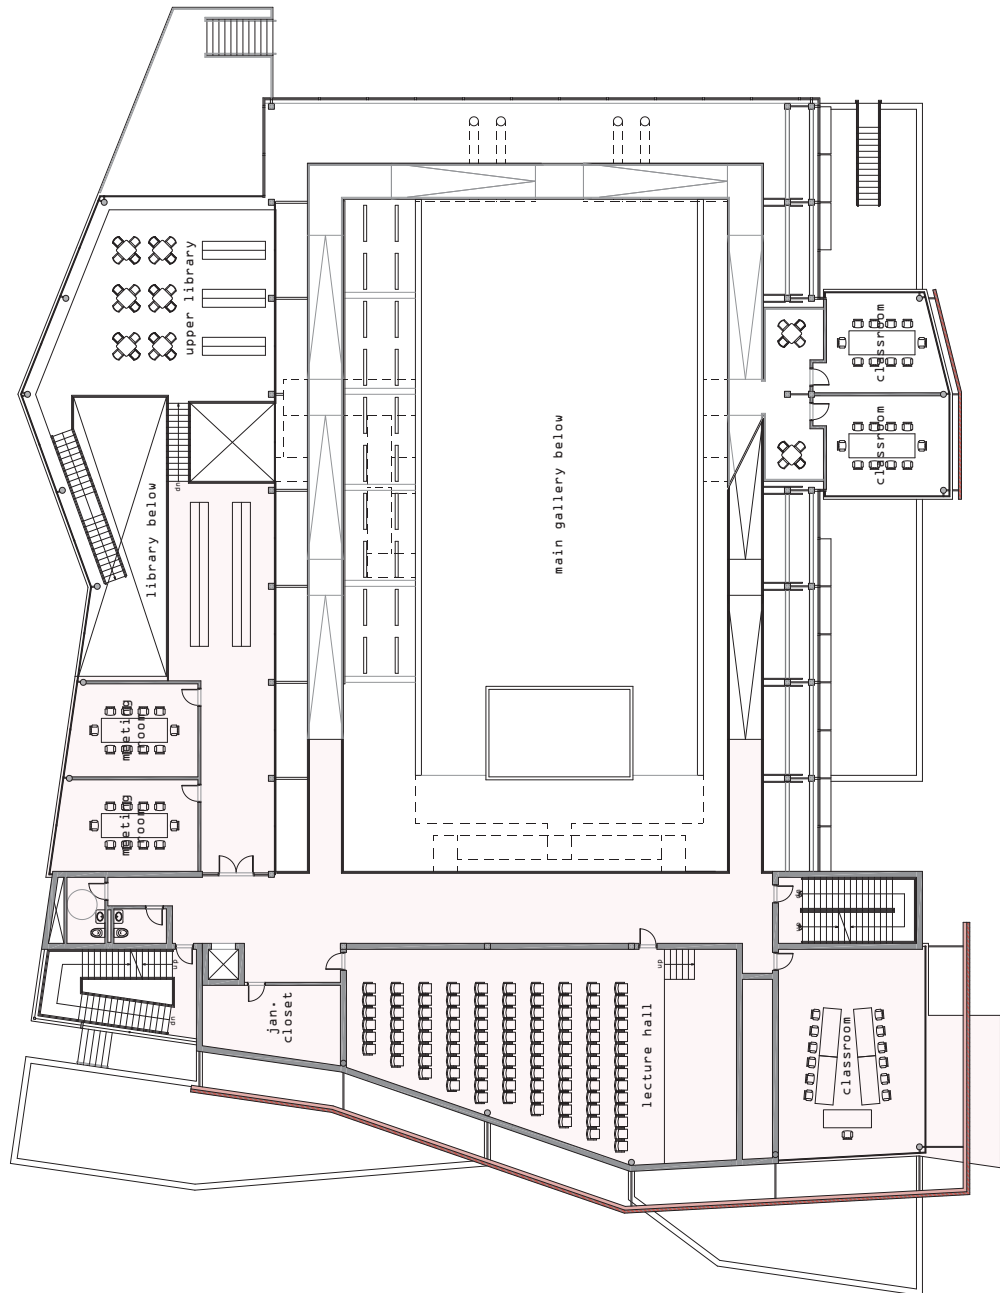 upper library
classroom
classroom
main gallery below
dn
library below
meeting
room
meeting
room
up
up
up
up
dn
jan.
closet
lecture hall
classroom